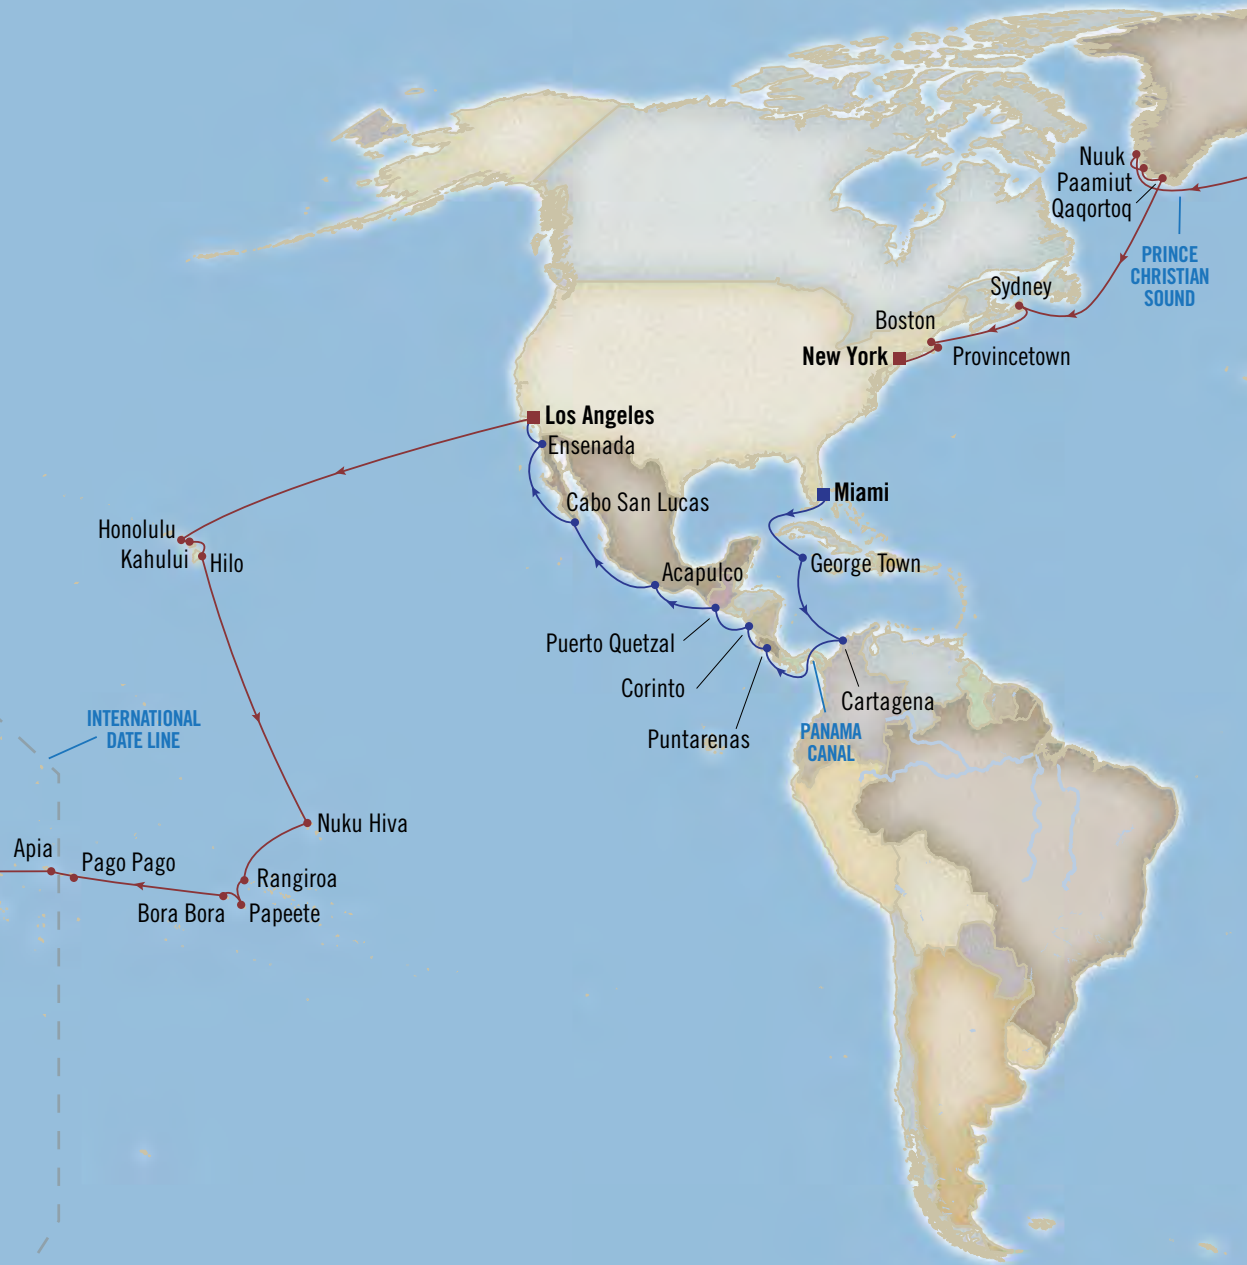 Nuuk
Paamiut
Qaqortoq
PRINCE
CHRISTIAN
SOUND
Sydney
Boston
New York
Provincetown
Los Angeles
Ensenada
Miami
Cabo San Lucas
Honolulu
Kahului
Hilo
George Town
Acapulco
Puerto Quetzal
Corinto
Cartagena
Puntarenas
PANAMA
CANAL
INTERNATIONAL
DATE LINE
Nuku Hiva
Apia
Pago Pago
Rangiroa
Bora Bora
Papeete